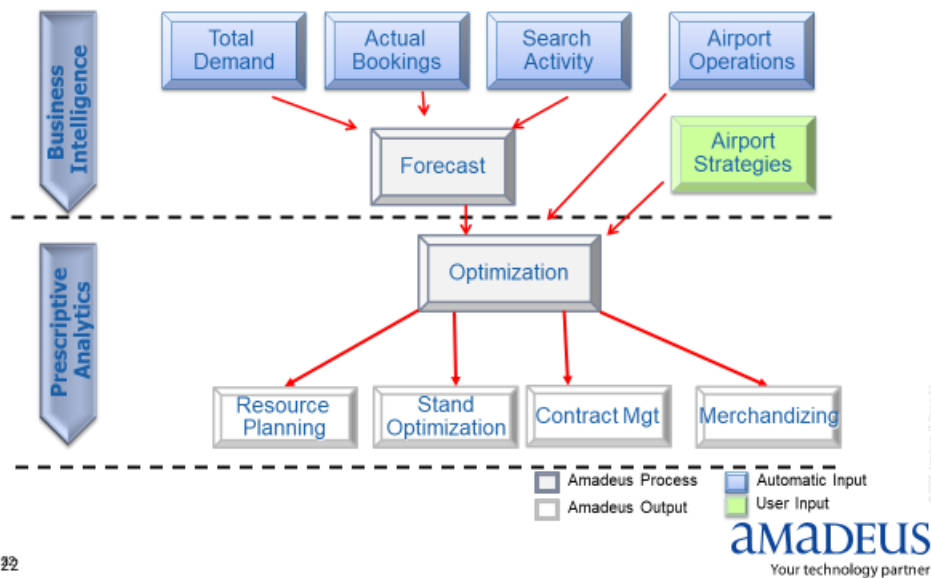 Business
Intelligence
Total
Demand
Actual
Bookings
Search
Activity
Airport
Operations
Forecast
Airport
Strategies
Prescriptive
Analytics
Optimization
Resource
Planning
Stand
Optimization
Contract Mgt
Merchandizing
Amadeus Process
Automatic Input
Amadeus Output
User Input
amadeus
Your technology partner
22